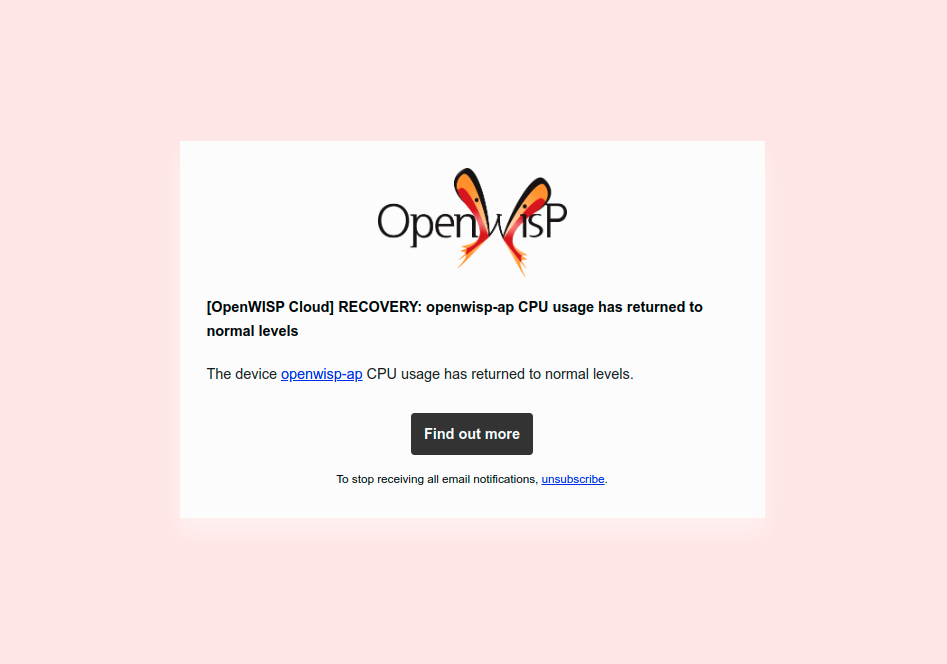 OpenWisP
[OpenWISP Cloud] RECOVERY: openwisp-ap CPU usage has returned to
normal levels
The device openwisp-ap CPU usage has returned to normal levels.
Find out more
To stop receiving all email notifications, unsubscribe.